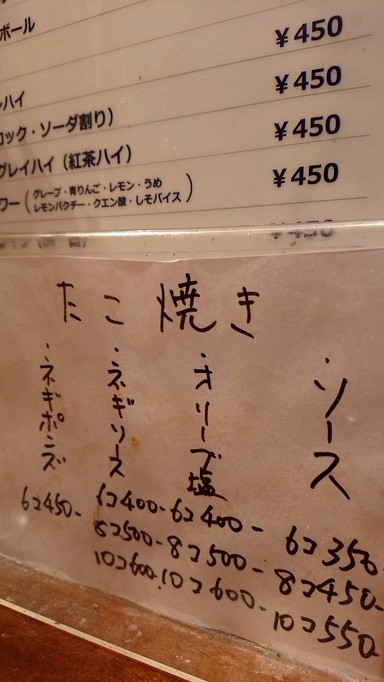 ボール
¥450
ハイ
¥450
ロック・ソーダ割り)
¥450
グレイハイ (紅茶ハイ)
¥450
ワー (グレープ・青りんご・レモン・うめ
レモンパクチー・クエン酸・しそバイス)
たこ焼き
・ソース
6コ350-
8コ450-
10コ550-
・オリーブ塩
6コ400-
8コ500-
10コ600-
・ネギソース
6コ400-
8コ500-
10コ600-
・ネギポンズ
6コ450-